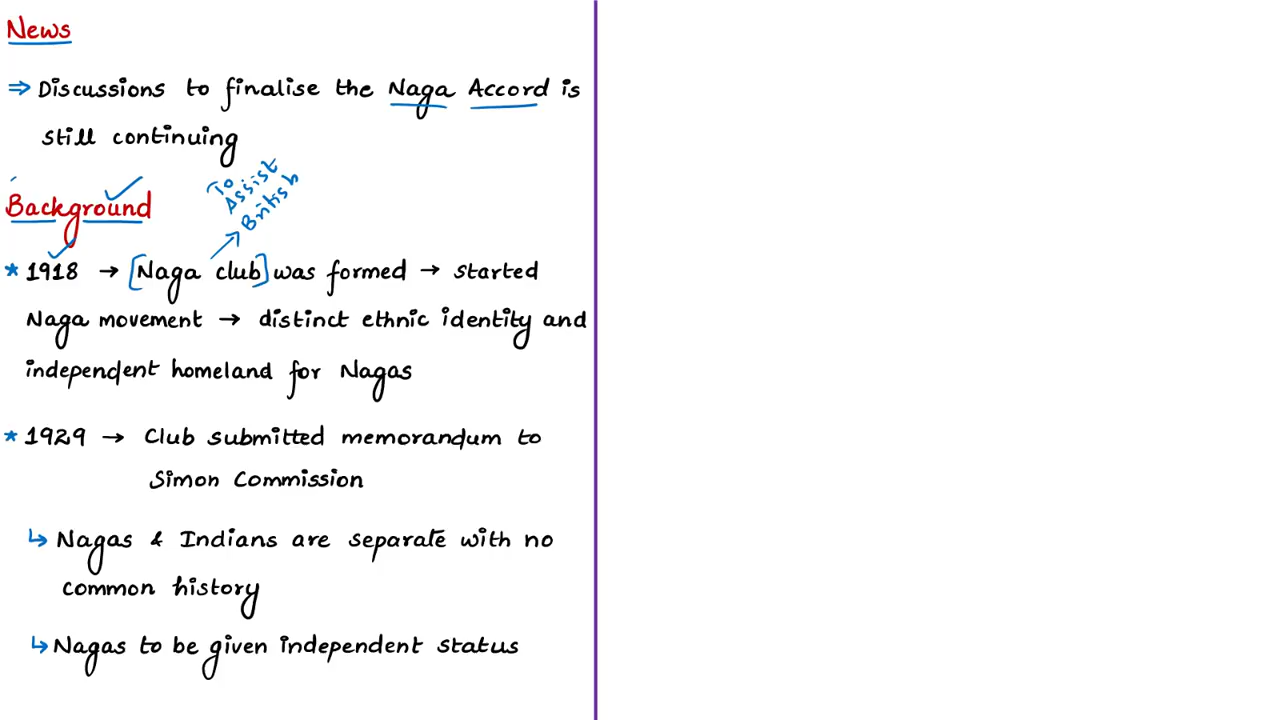 News
⇒ Discussions to finalise the Naga Accord is
still continuing
To
Assist
British
Background
* 1918 → [Naga club] was formed → started
Naga movement → distinct ethnic identity and
independent homeland for Nagas
* 1929 → Club submitted memorandum to
Simon Commission
↳ Nagas & Indians are separate with no
common history
↳ Nagas to be given independent status